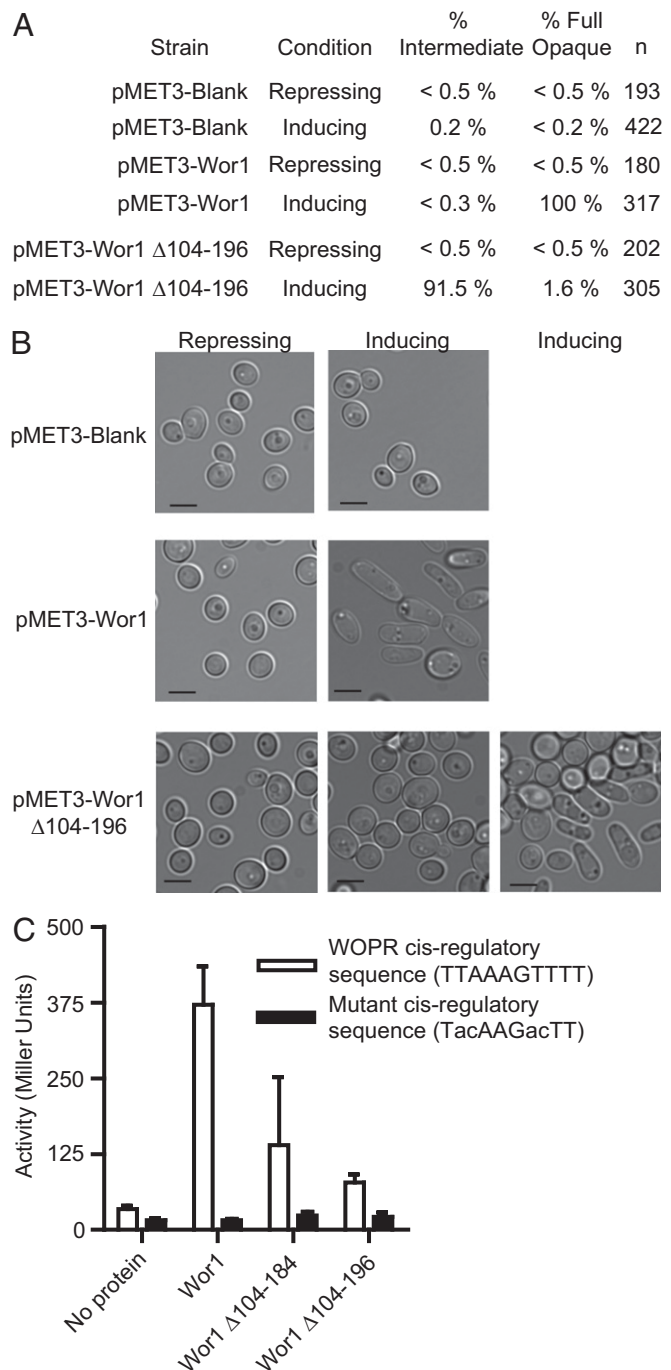 A
Strain Condition % Intermediate % Full Opaque n
pMET3-Blank Repressing < 0.5 % < 0.5 % 193
pMET3-Blank Inducing 0.2 % < 0.2 % 422
pMET3-Wor1 Repressing < 0.5 % < 0.5 % 180
pMET3-Wor1 Inducing < 0.3 % 100 % 317
pMET3-Wor1 Δ104-196 Repressing < 0.5 % < 0.5 % 202
pMET3-Wor1 Δ104-196 Inducing 91.5 % 1.6 % 305
B
Repressing Inducing Inducing
pMET3-Blank
pMET3-Wor1
pMET3-Wor1
Δ104-196
C
Activity (Miller Units)
500
375
250
125
0
WOPR cis-regulatory
sequence (TTAAAGTTTT)
Mutant cis-regulatory
sequence (TacAAGacTT)
No protein
Wor1
Wor1 Δ104-184
Wor1 Δ104-196